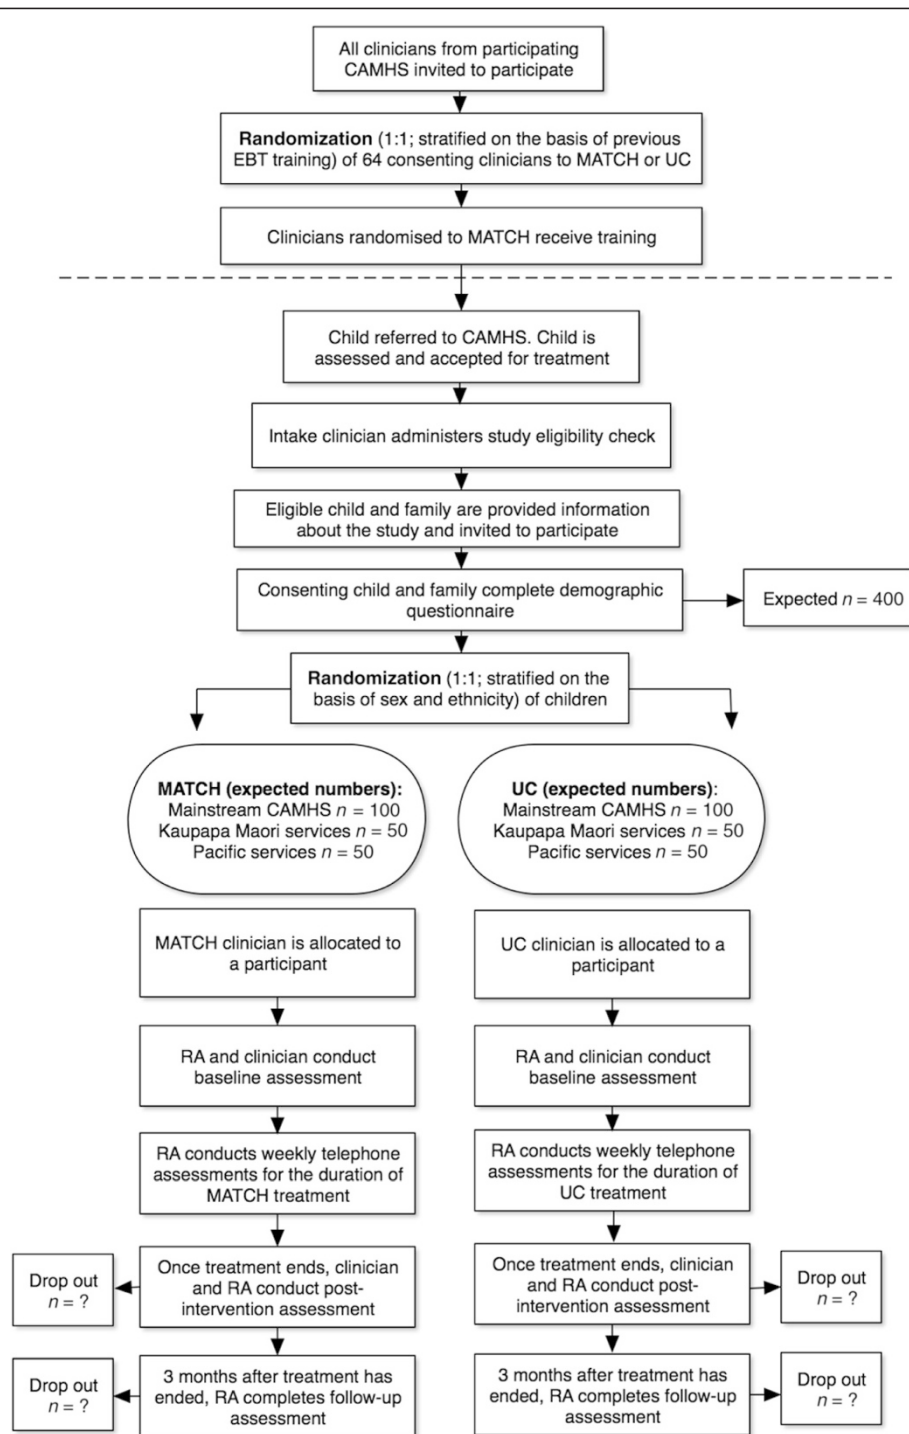 All clinicians from participating
CAMHS invited to participate
Randomization (1:1; stratified on the basis of previous
EBT training) of 64 consenting clinicians to MATCH or UC
Clinicians randomised to MATCH receive training
Child referred to CAMHS. Child is
assessed and accepted for treatment
Intake clinician administers study eligibility check
Eligible child and family are provided information
about the study and invited to participate
Consenting child and family complete demographic
questionnaire
Expected n = 400
Randomization (1:1; stratified on the
basis of sex and ethnicity) of children
MATCH (expected numbers):
Mainstream CAMHS n = 100
Kaupapa Maori services n = 50
Pacific services n = 50
UC (expected numbers):
Mainstream CAMHS n = 100
Kaupapa Maori services n = 50
Pacific services n = 50
MATCH clinician is allocated to
a participant
UC clinician is allocated to a
participant
RA and clinician conduct
baseline assessment
RA and clinician conduct
baseline assessment
RA conducts weekly telephone
assessments for the duration of
MATCH treatment
RA conducts weekly telephone
assessments for the duration of
UC treatment
Drop out
n = ?
Once treatment ends, clinician
and RA conduct post-
intervention assessment
Once treatment ends, clinician
and RA conduct post-
intervention assessment
Drop out
n = ?
Drop out
n = ?
3 months after treatment has
ended, RA completes follow-up
assessment
3 months after treatment has
ended, RA completes follow-up
assessment
Drop out
n = ?